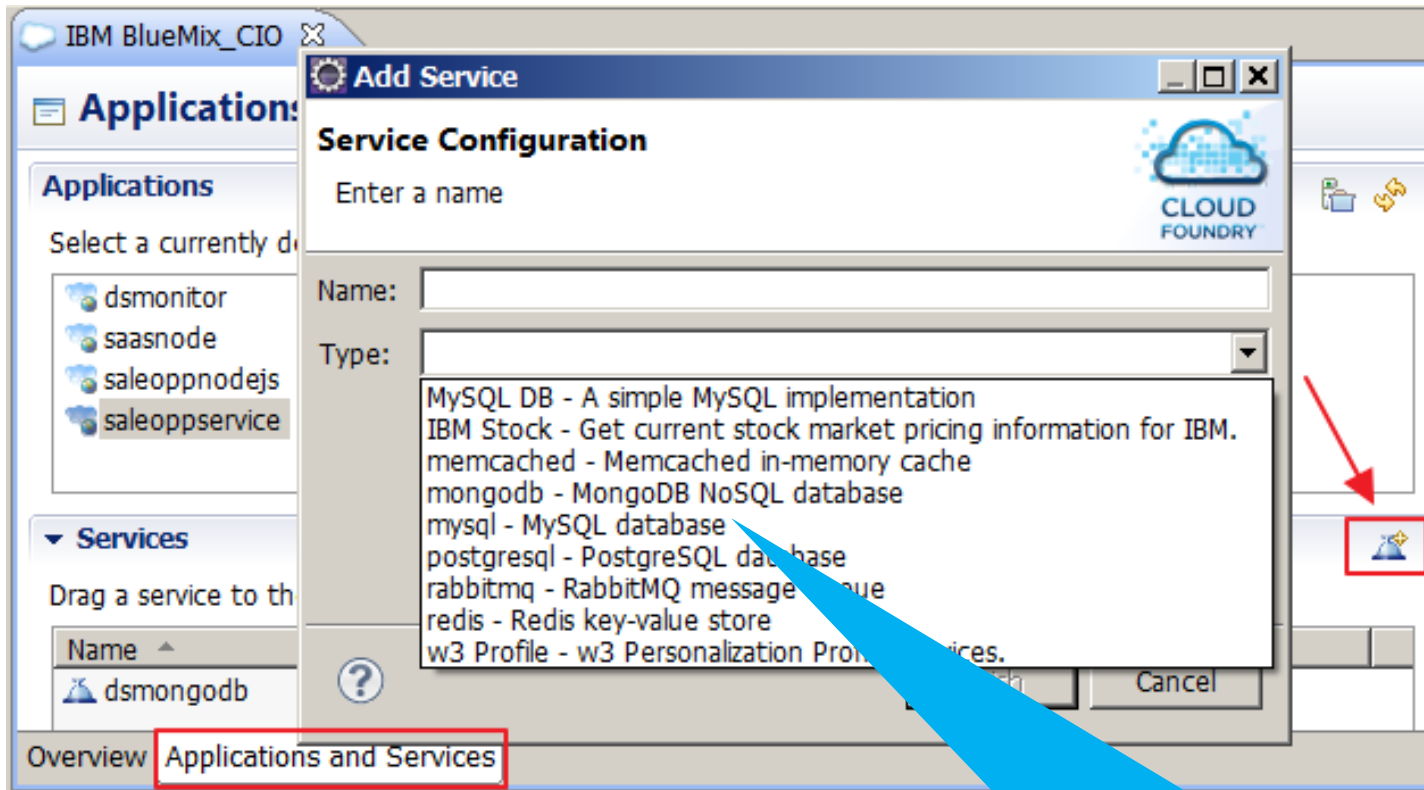 IBM BlueMix_CIO
Applications
Applications
Select a currently d
dsmonitor
saasnode
saleoppnodejs
saleoppservice
Services
Drag a service to th
Name
dsmongodb
Overview
Applications and Services
Add Service
Service Configuration
Enter a name
CLOUD
FOUNDRY
Name:
Type:
MySQL DB - A simple MySQL implementation
IBM Stock - Get current stock market pricing information for IBM.
memcached - Memcached in-memory cache
mongodb - MongoDB NoSQL database
mysql - MySQL database
postgresql - PostgreSQL database
rabbitmq - RabbitMQ message
redis - Redis key-value store
w3 Profile - w3 Personalization
?
Cancel